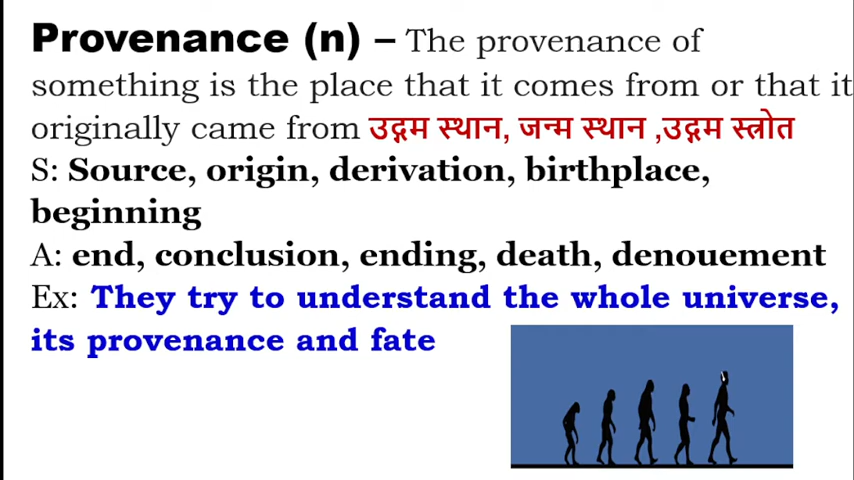 Provenance (n) – The provenance of
something is the place that it comes from or that it
originally came from उद्गम स्थान, जन्म स्थान ,उद्गम स्त्रोत
S: Source, origin, derivation, birthplace,
beginning
A: end, conclusion, ending, death, denouement
Ex: They try to understand the whole universe,
its provenance and fate